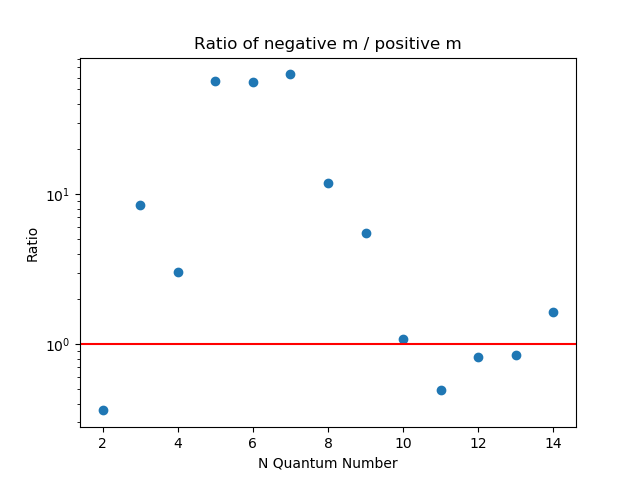 Ratio of negative m / positive m
Ratio
10¹
10⁰
2 4 6 8 10 12 14
N Quantum Number